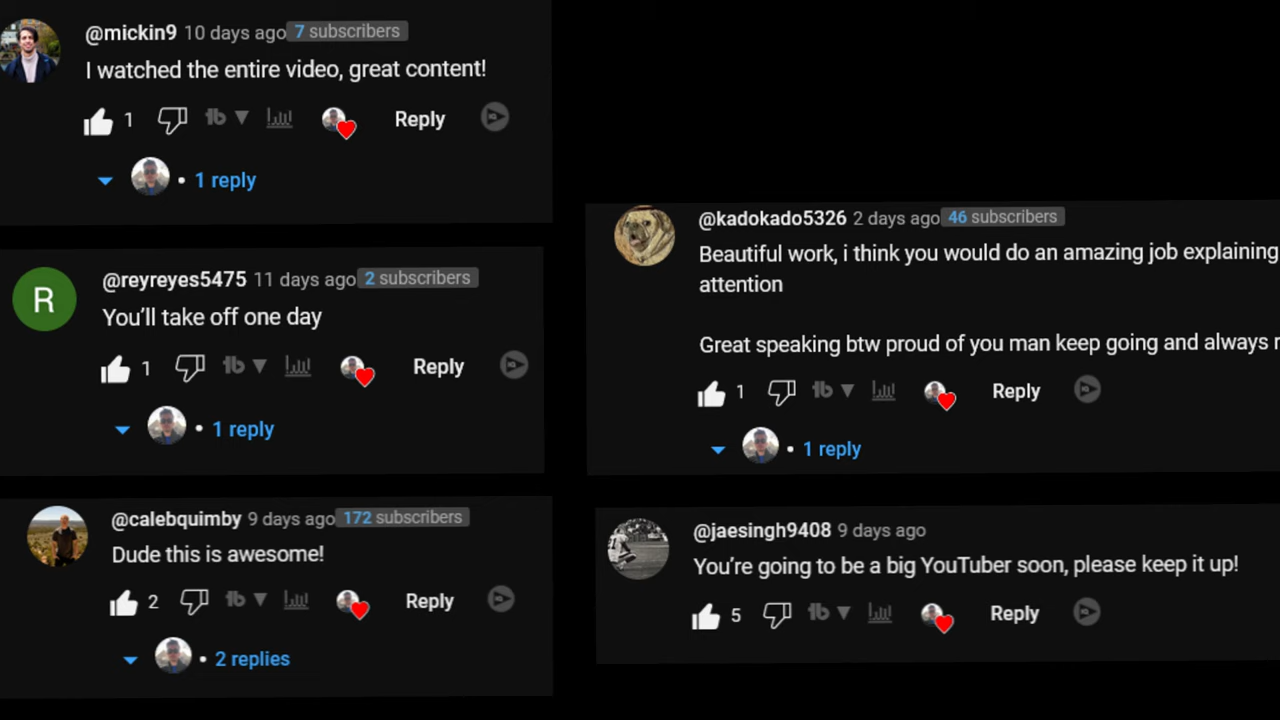 @mickin9 10 days ago 7 subscribers
I watched the entire video, great content!
1 Reply
• 1 reply
@reyreyes5475 11 days ago 2 subscribers
You'll take off one day
1 Reply
• 1 reply
@calebquimby 9 days ago 172 subscribers
Dude this is awesome!
2 Reply
• 2 replies
@kadokado5326 2 days ago 46 subscribers
Beautiful work, i think you would do an amazing job explaining
attention
Great speaking btw proud of you man keep going and always
1 Reply
• 1 reply
@jaesingh9408 9 days ago
You're going to be a big YouTuber soon, please keep it up!
5 Reply